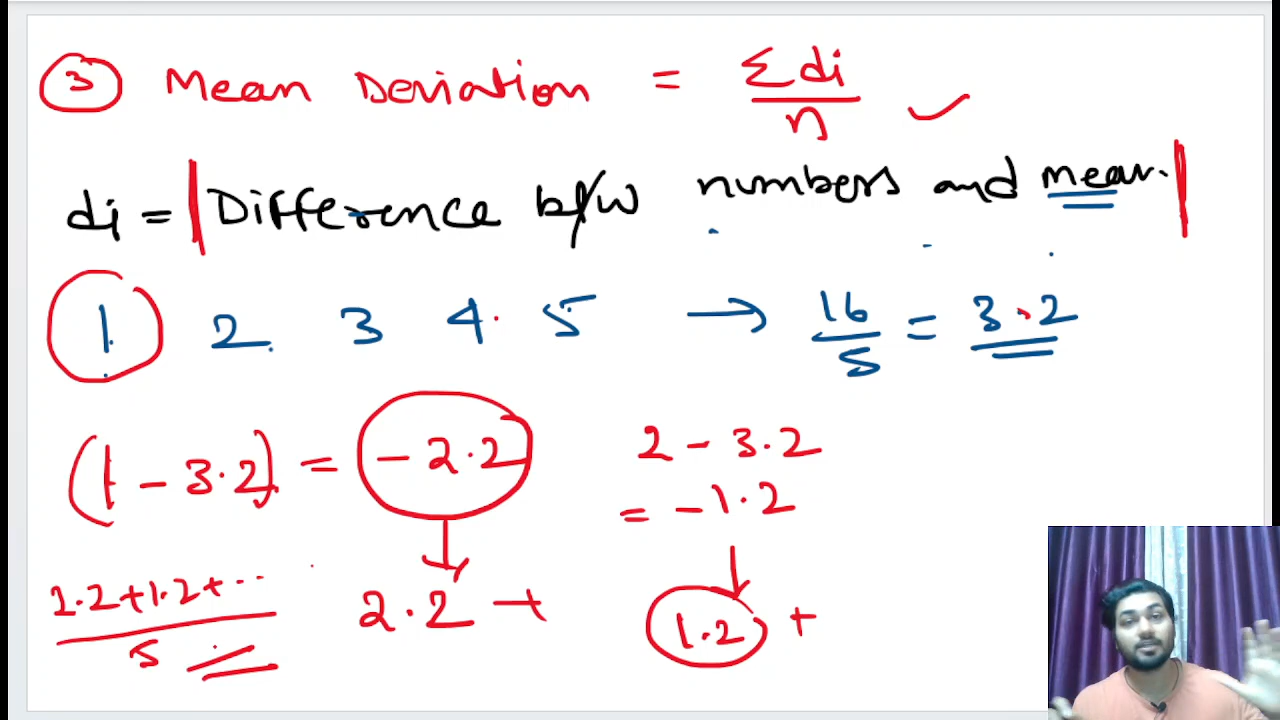 3 Mean Deviation = Σdi/n ✓
di = |Difference b/w numbers and mean.|
1 2 3 4 5 → 16/5 = 3.2
(1 - 3.2) = -2.2
2 - 3.2
= -1.2
2.2 + 1.2 + ... / 5
2.2 +
1.2 +